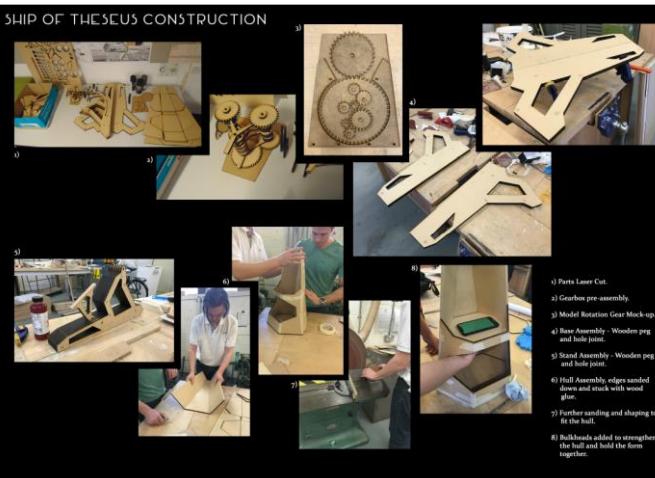 SHIP OF THESEUS CONSTRUCTION
1)
2)
3)
4)
5)
6)
7)
8)
1) Parts Laser Cut.
2) Gearbox pre-assembly.
3) Model Rotation Gear Mock-up.
4) Base Assembly - Wooden peg
and hole joint.
5) Stand Assembly - Wooden peg
and hole joint.
6) Hull Assembly, edges sanded
down and stuck with wood
glue.
7) Further sanding and shaping to
fit the hull.
8) Bulkheads added to strengthen
the hull and hold the form
together.